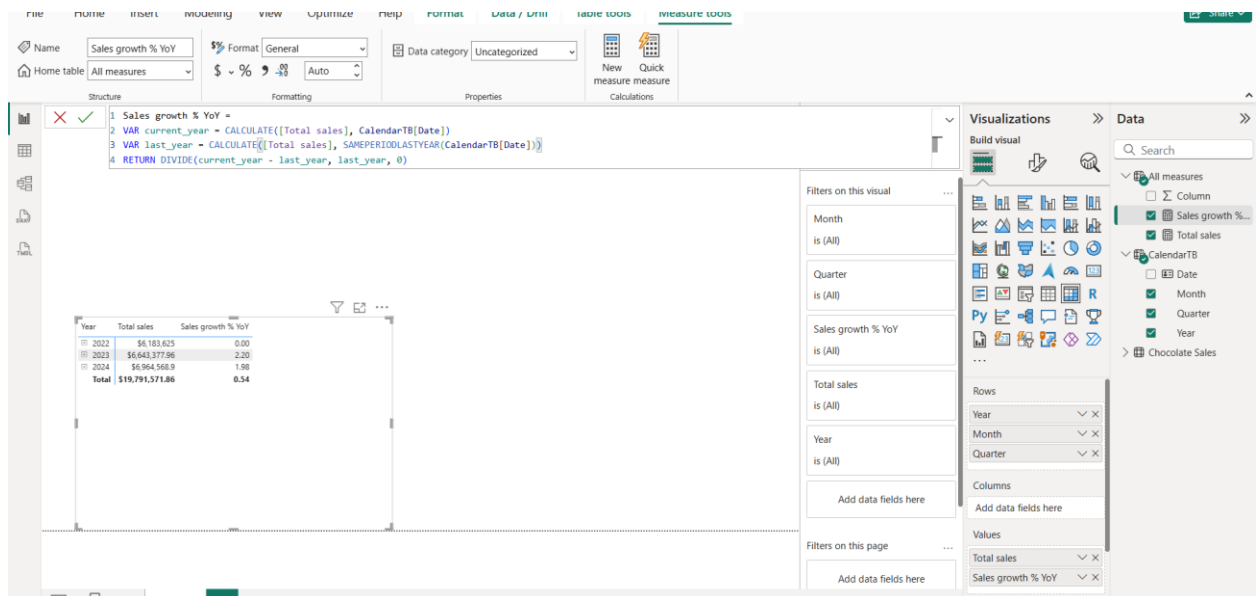 File Home Insert Modeling View Optimize Help Format Data / Drill Table tools Measure tools Share
Name Sales growth % YoY
Home table All measures
Structure
Format General
$ % 9 Auto
Formatting
Data category Uncategorized
Properties
New measure
Quick measure
Calculations
1 Sales growth % YoY =
2 VAR current_year = CALCULATE([Total sales], CalendarTB[Date])
3 VAR last_year = CALCULATE([Total sales], SAMEPERIODLASTYEAR(CalendarTB[Date]))
4 RETURN DIVIDE(current_year - last_year, last_year, 0)
Year Total sales Sales growth % YoY
2022 $6,183,625 0.00
2023 $6,643,377.96 2.20
2024 $6,964,568.9 1.98
Total $19,791,571.86 0.54
Filters on this visual ...
Month
is (All)
Quarter
is (All)
Sales growth % YoY
is (All)
Total sales
is (All)
Year
is (All)
Add data fields here
Filters on this page ...
Add data fields here
Visualizations
Build visual
123
R
Py
...
Rows
Year
Month
Quarter
Columns
Add data fields here
Values
Total sales
Sales growth % YoY
Data
Search
All measures
Σ Column
Sales growth %...
Total sales
CalendarTB
Date
Month
Quarter
Year
Chocolate Sales
DAX
TMDL